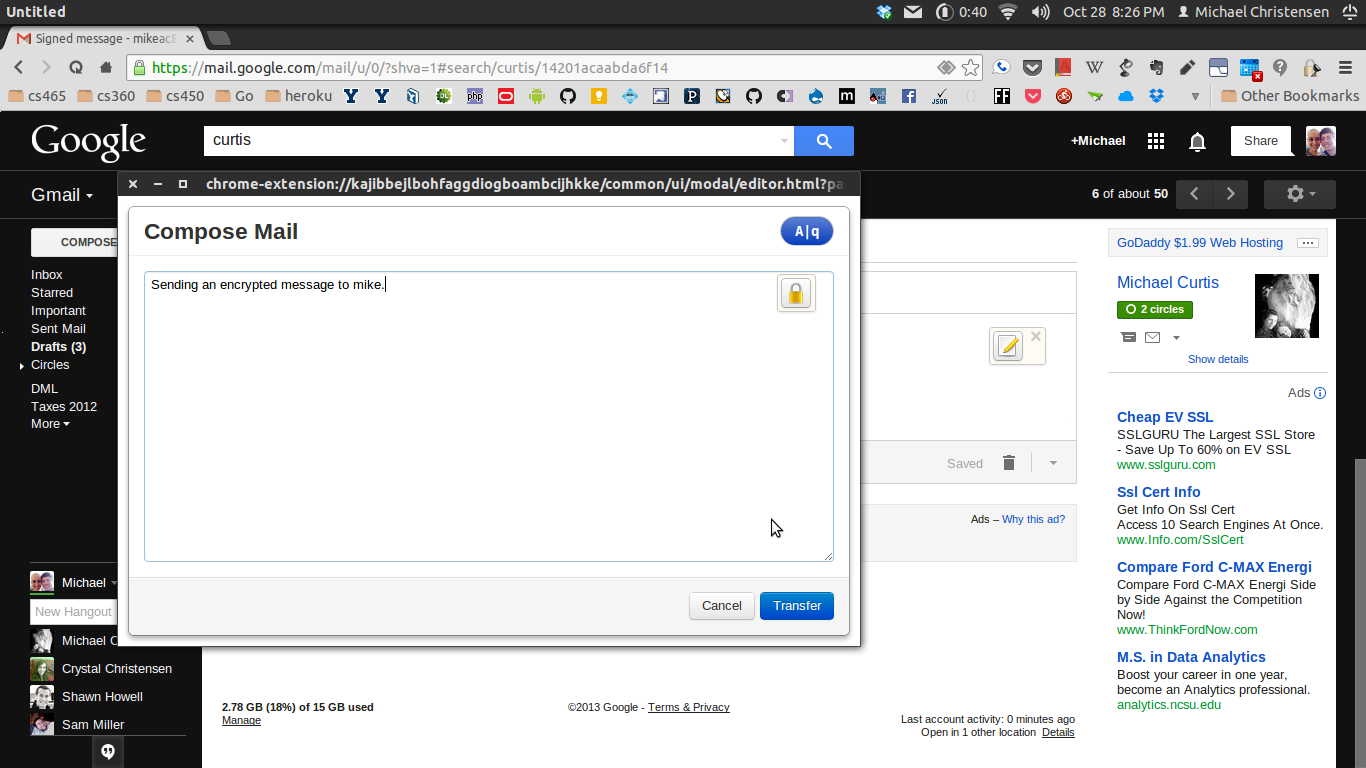 Untitled
0:40
Oct 28 8:26 PM
Michael Christensen
Signed message - mikeac8
https://mail.google.com/mail/u/0/?shva=1#search/curtis/14201acaabda6f14
cs465
cs360
cs450
Go
heroku
Other Bookmarks
Google
curtis
+Michael
Share
Gmail
6 of about 50
COMPOSE
Inbox
Starred
Important
Sent Mail
Drafts (3)
Circles
DML
Taxes 2012
More
chrome-extension://kajibbejlbohfaggdiogboambcijhkke/common/ui/modal/editor.html?pa
Compose Mail
A|q
Sending an encrypted message to mike.
Cancel
Transfer
Saved
Ads – Why this ad?
GoDaddy $1.99 Web Hosting
Michael Curtis
2 circles
Show details
Ads
Cheap EV SSL
SSLGURU The Largest SSL Store
- Save Up To 60% on EV SSL
www.sslguru.com
Ssl Cert Info
Get Info On Ssl Cert
Access 10 Search Engines At Once.
www.Info.com/SslCert
Compare Ford C-MAX Energi
Compare Ford C-MAX Energi Side
by Side Against the Competition
Now!
www.ThinkFordNow.com
M.S. in Data Analytics
Boost your career in one year,
become an Analytics professional.
analytics.ncsu.edu
Michael
New Hangout
Michael C
Crystal Christensen
Shawn Howell
Sam Miller
2.78 GB (18%) of 15 GB used
Manage
©2013 Google - Terms & Privacy
Last account activity: 0 minutes ago
Open in 1 other location Details